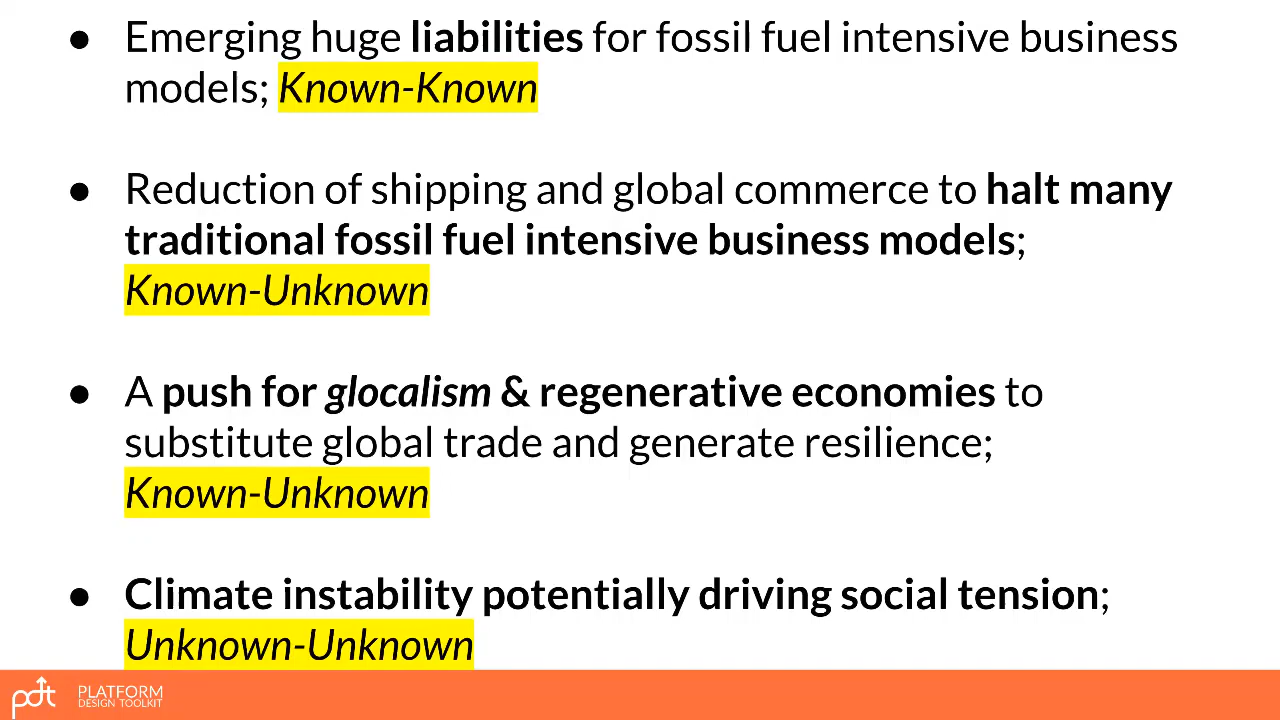 ● Emerging huge liabilities for fossil fuel intensive business
models; Known-Known
● Reduction of shipping and global commerce to halt many
traditional fossil fuel intensive business models;
Known-Unknown
● A push for glocalism & regenerative economies to
substitute global trade and generate resilience;
Known-Unknown
● Climate instability potentially driving social tension;
Unknown-Unknown
pdt PLATFORM
DESIGN TOOLKIT